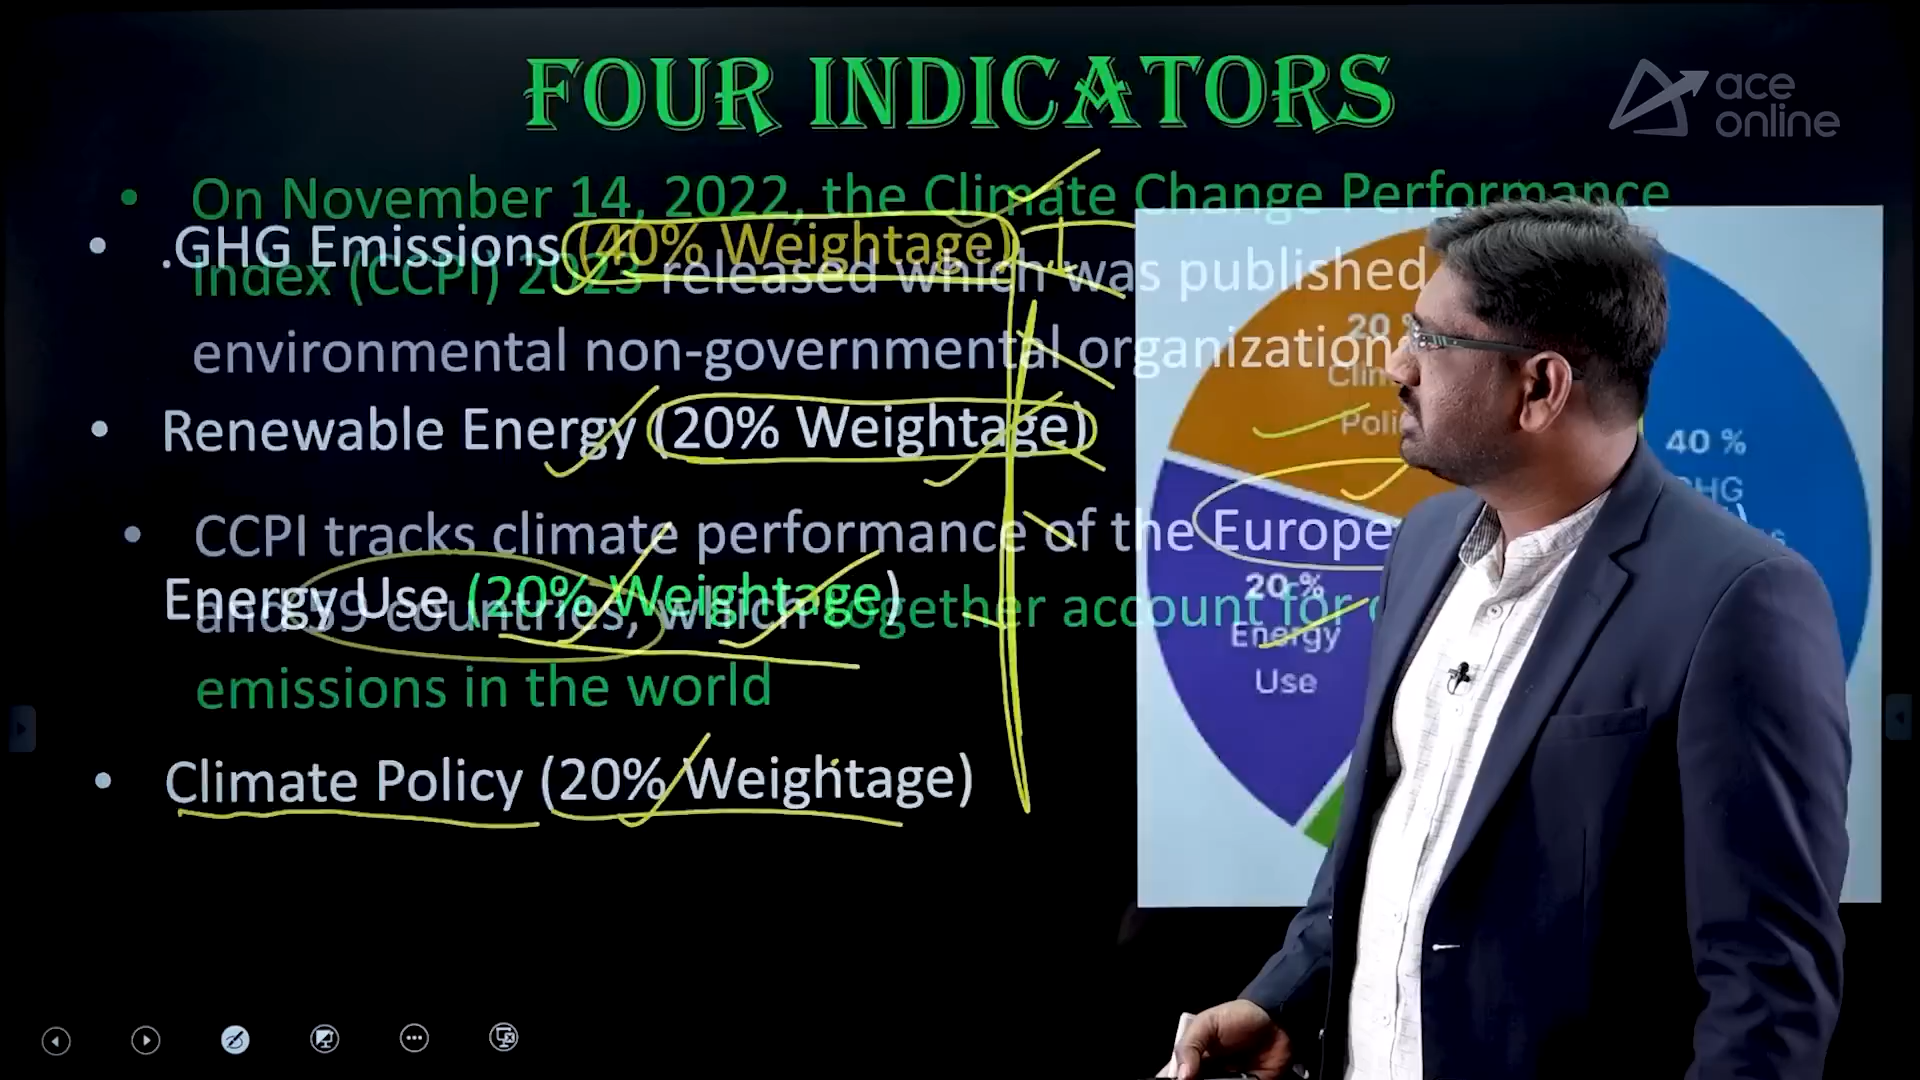 FOUR INDICATORS
ace
online
• On November 14, 2022, the Climate Change Performance
• .GHG Emissions (40% Weightage)
Index (CCPI) 2023 released which was published
environmental non-governmental organization
• Renewable Energy (20% Weightage)
• CCPI tracks climate performance of the Europe
Energy Use (20% Weightage)
and 59 countries, which together account for
emissions in the world
• Climate Policy (20% Weightage)
20 %
40 %
20 %
Energy
Use